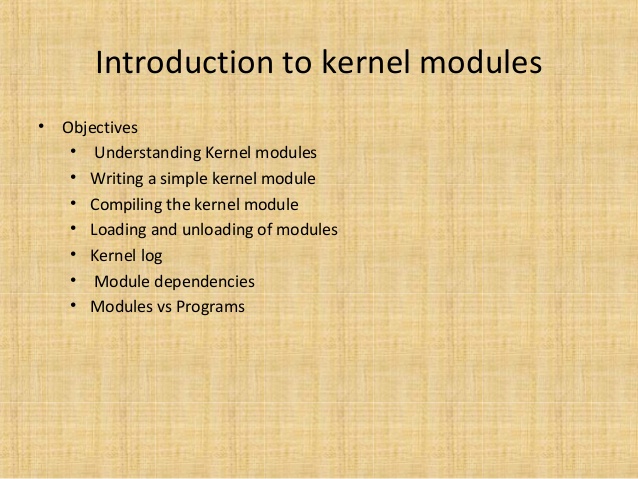 Introduction to kernel modules
• Objectives
• Understanding Kernel modules
• Writing a simple kernel module
• Compiling the kernel module
• Loading and unloading of modules
• Kernel log
• Module dependencies
• Modules vs Programs